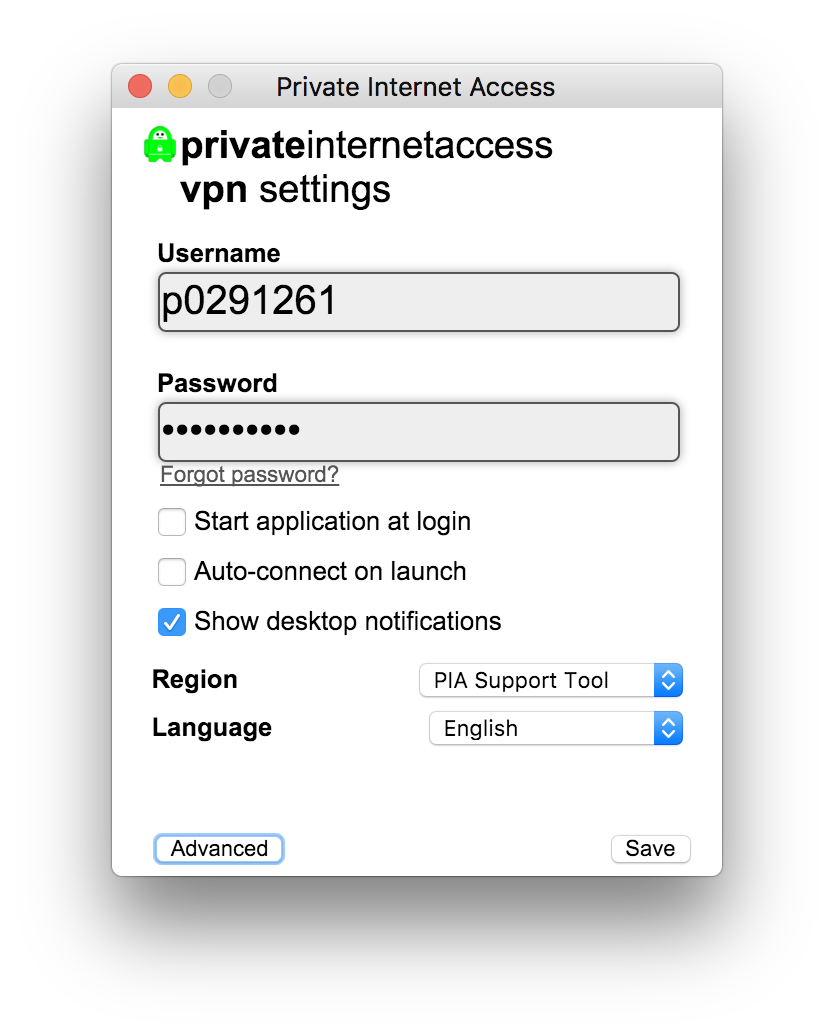 Private Internet Access
privateinternetaccess
vpn settings
Username
p0291261
Password
••••••••••
Forgot password?
Start application at login
Auto-connect on launch
Show desktop notifications
Region PIA Support Tool
Language English
Advanced Save